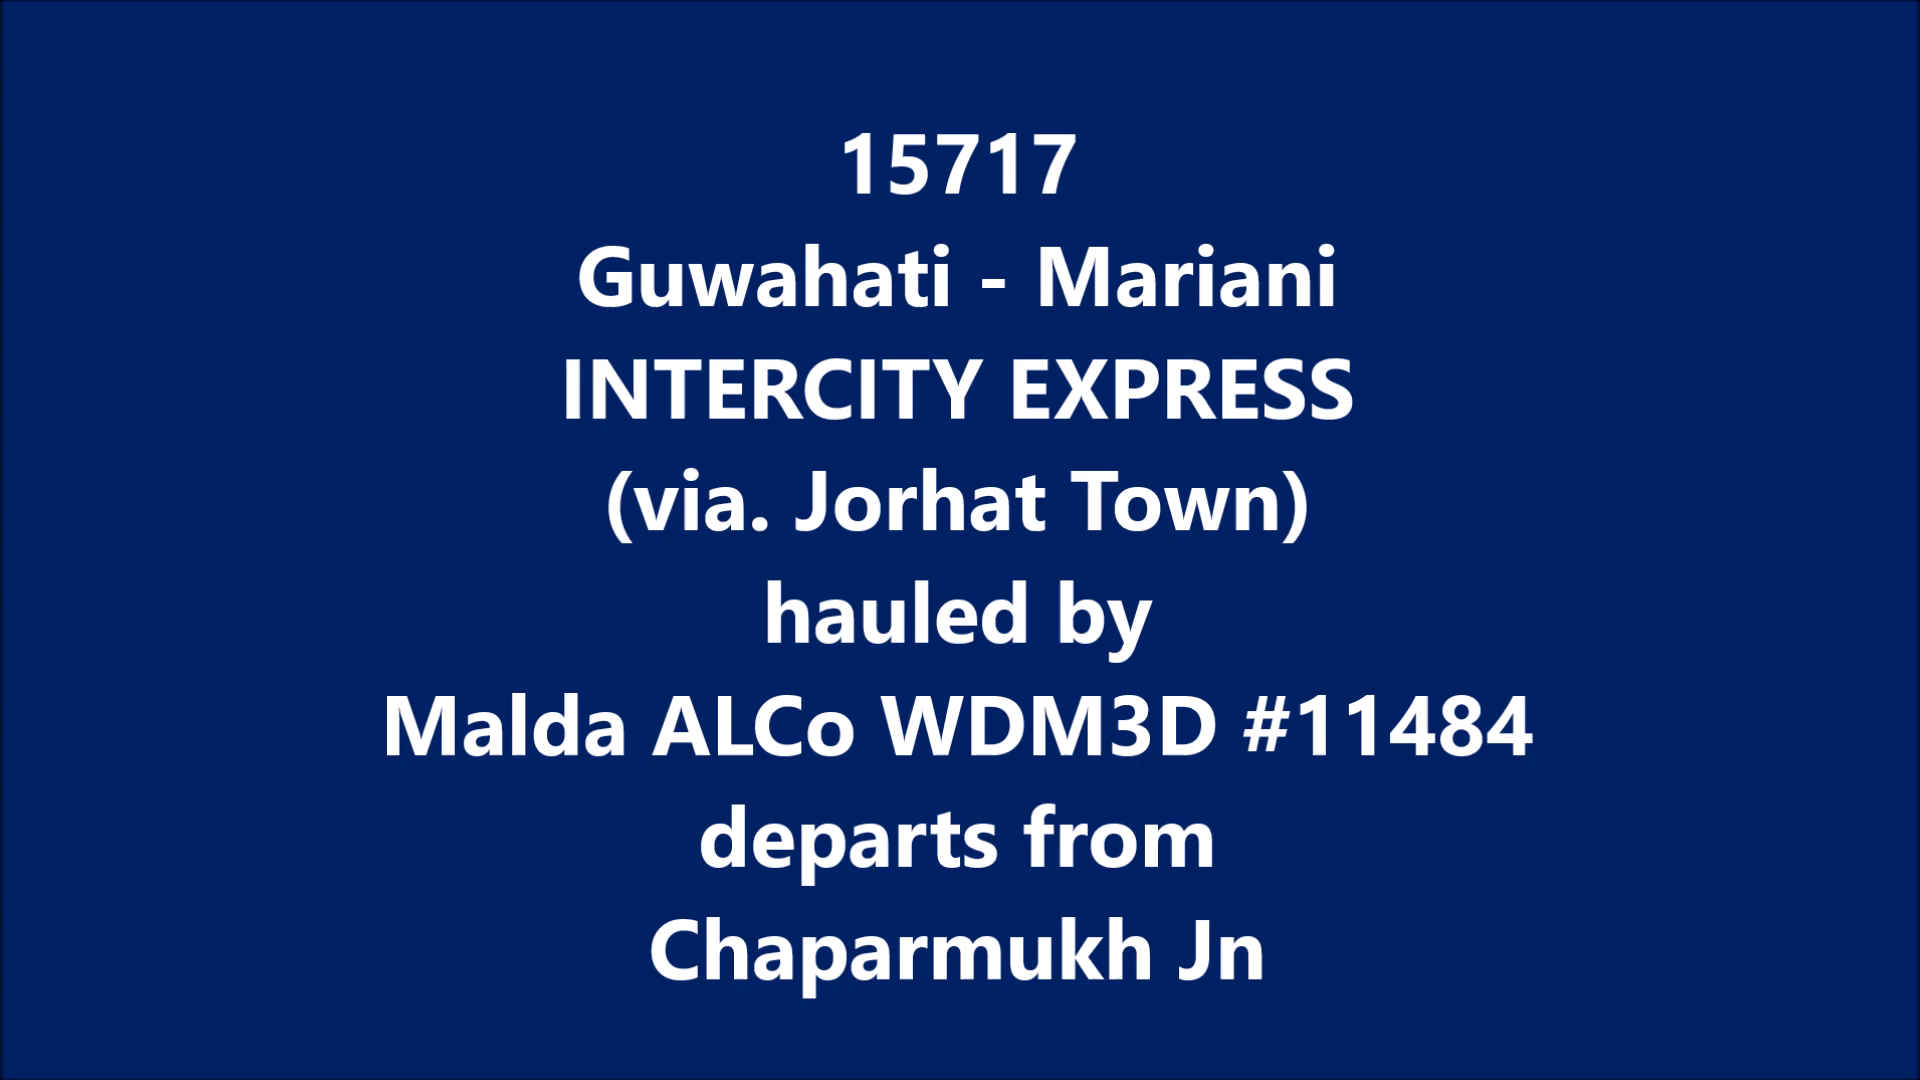 15717
Guwahati - Mariani
INTERCITY EXPRESS
(via. Jorhat Town)
hauled by
Malda ALCo WDM3D #11484
departs from
Chaparmukh Jn